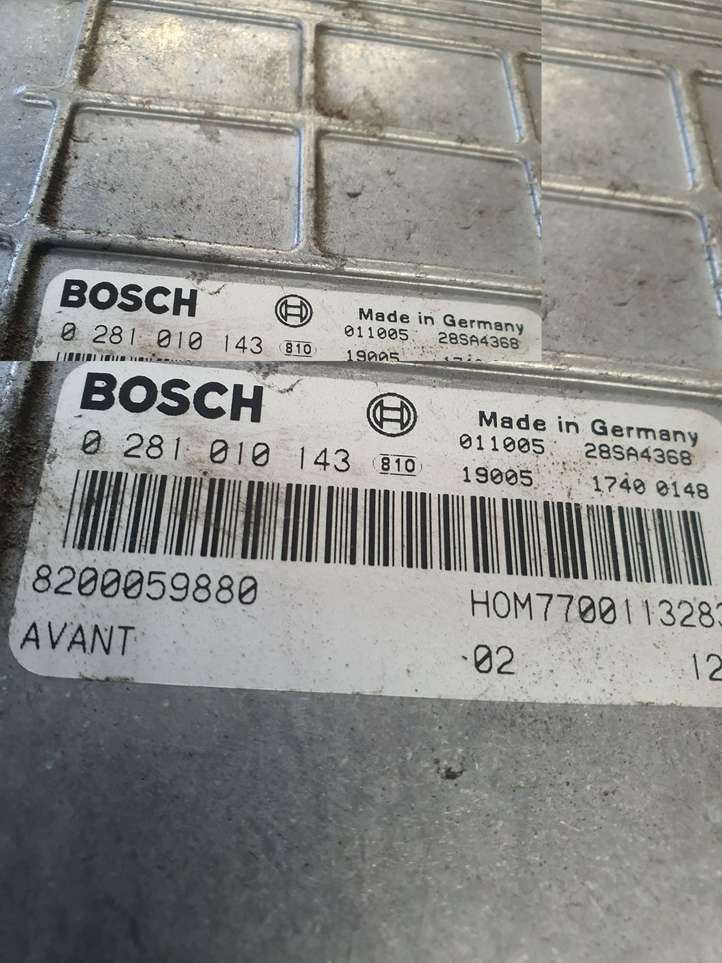 BOSCH
Made in Germany
0 281 010 143 810 011005 28SA4368
19005
BOSCH
Made in Germany
0 281 010 143 810 011005 28SA4368
19005 1740 0148
8200059880 HOM7700113283
AVANT 02 12